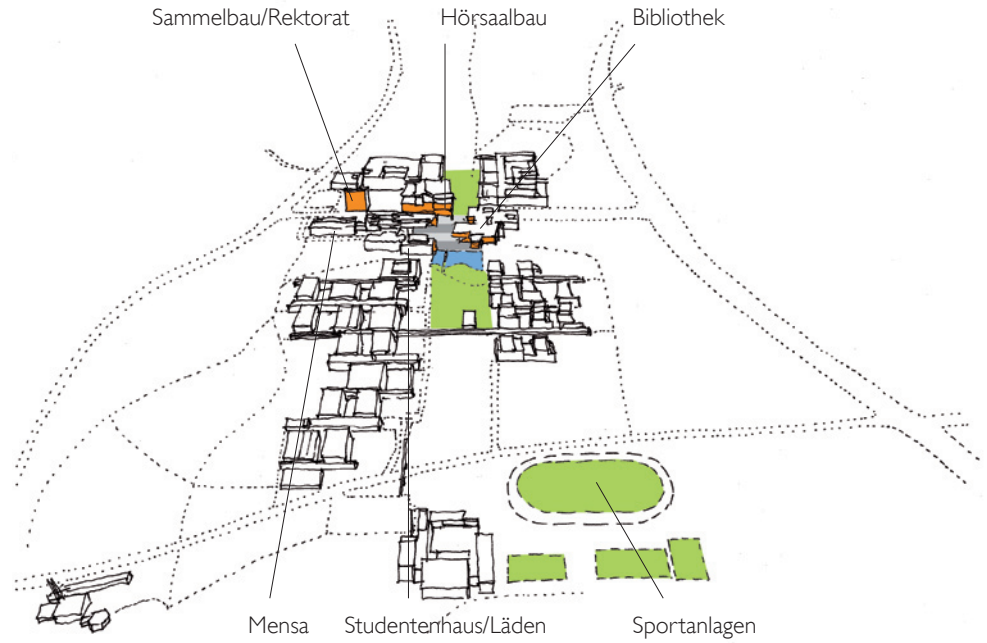 Sammelbau/Rektorat
Hörsaalbau
Bibliothek
Mensa
Studentenhaus/Läden
Sportanlagen